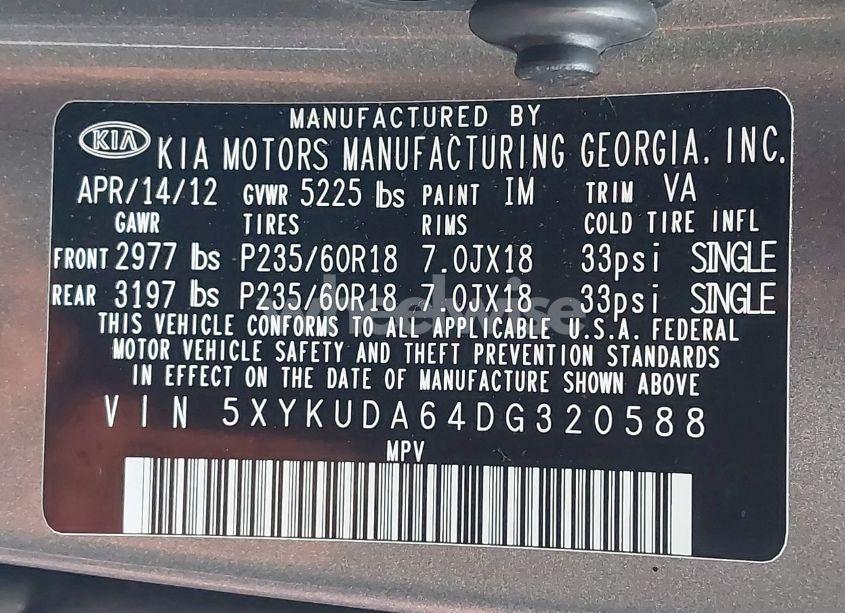 MANUFACTURED BY
KIA KIA MOTORS MANUFACTURING GEORGIA, INC.
APR/14/12 GVWR 5225 lbs PAINT IM TRIM VA
GAWR TIRES RIMS COLD TIRE INFL
FRONT 2977 lbs P235/60R18 7.0JX18 33psi SINGLE
REAR 3197 lbs P235/60R18 7.0JX18 33psi SINGLE
THIS VEHICLE CONFORMS TO ALL APPLICABLE U.S.A. FEDERAL
MOTOR VEHICLE SAFETY AND THEFT PREVENTION STANDARDS
IN EFFECT ON THE DATE OF MANUFACTURE SHOWN ABOVE
VIN 5XYKUDA64DG320588
MPV